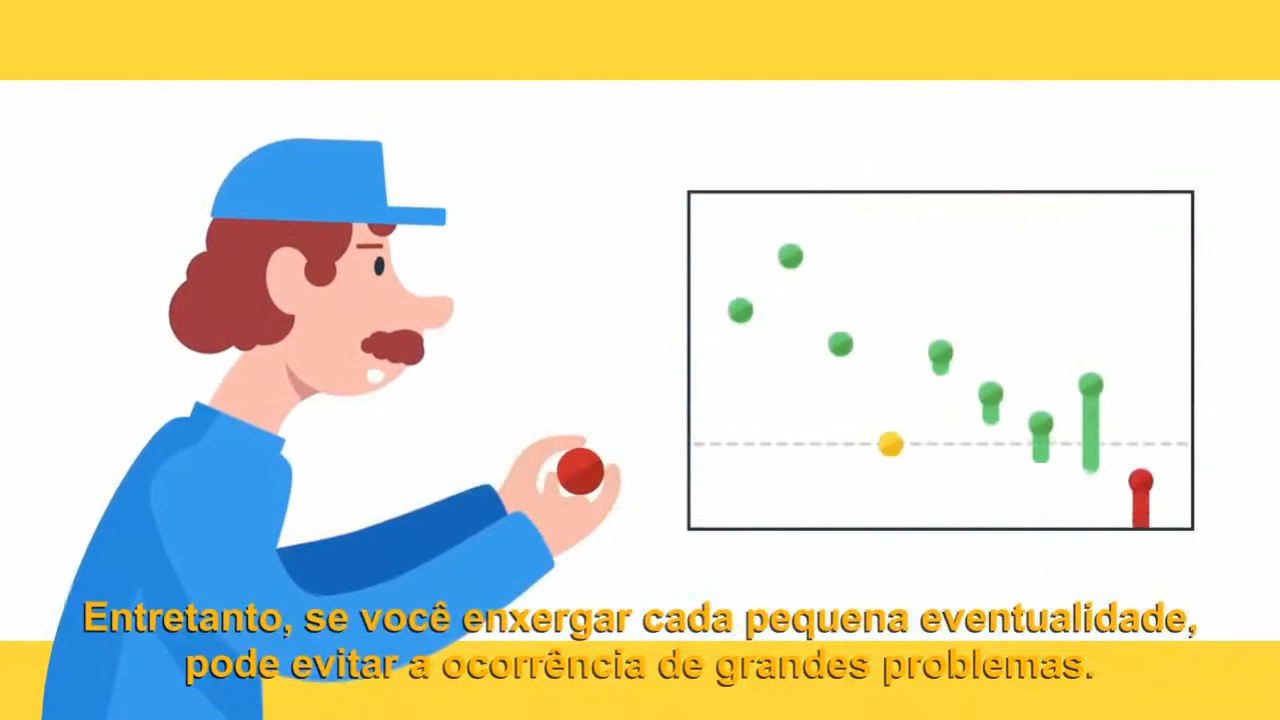 Entretanto, se você enxergar cada pequena eventualidade,
pode evitar a ocorrência de grandes problemas.